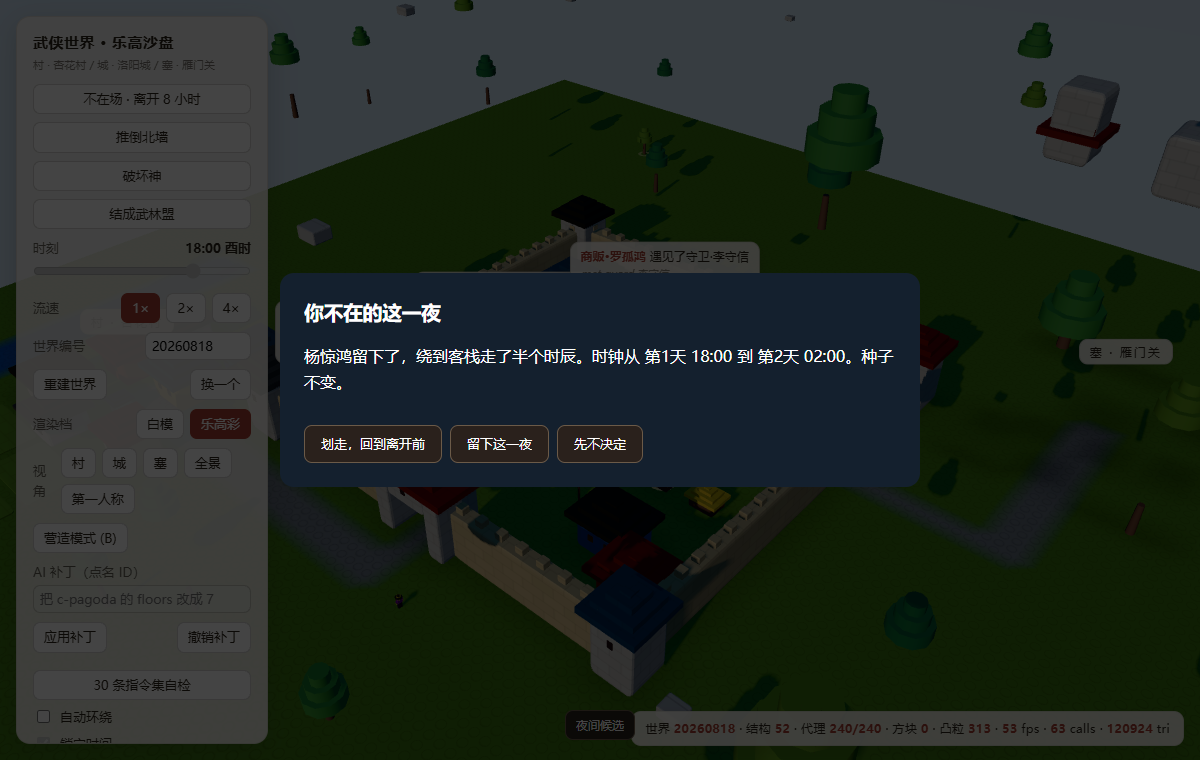 武侠世界·乐高沙盘
村·杏花村 / 城·洛阳城 / 塞·雁门关
不在场·离开 8 小时
推倒北墙
破坏神
结成武林盟
时刻 18:00 酉时
流速 1× 2× 4×
世界编号 20260818
重建世界 换一个
渲染档 白模 乐高彩
视角 村 城 塞 全景
第一人称
营造模式 (B)
AI 补丁（点名 ID）
把 c-pagoda 的 floors 改成 7
应用补丁 撤销补丁
30 条指令集自检
自动环绕
商贩·罗孤鸿 遇见了守卫·李守信
你不在的这一夜
杨惊鸿留下了，绕到客栈走了半个时辰。时钟从 第1天 18:00 到 第2天 02:00。种子
不变。
划走，回到离开前 留下这一夜 先不决定
塞·雁门关
夜间候选
世界 20260818 · 结构 52 · 代理 240/240 · 方块 0 · 凸粒 313 · 53 fps · 63 calls · 120924 tri